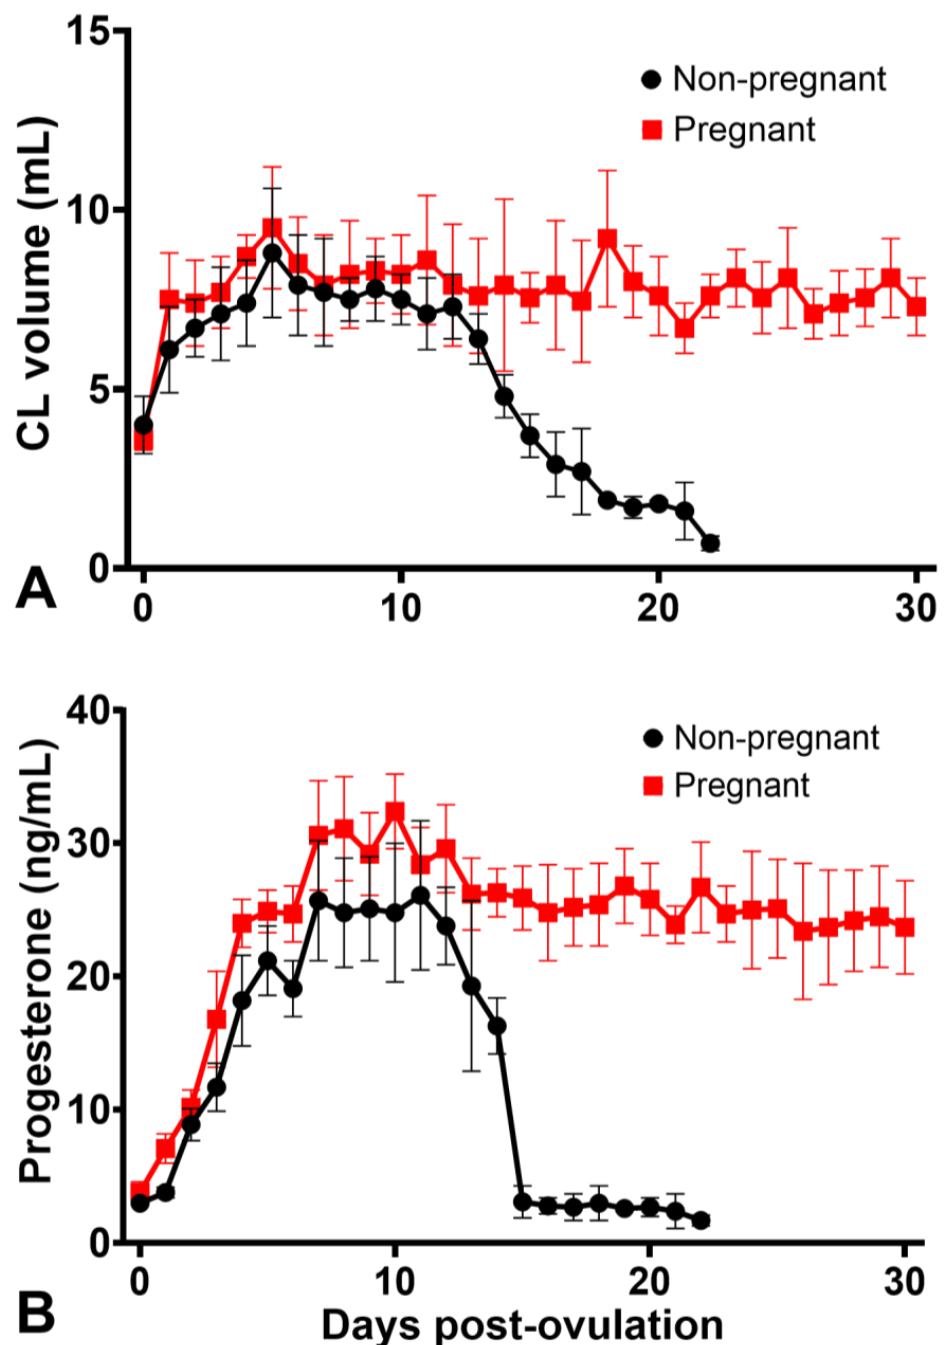 15
Non-pregnant
Pregnant
10
CL volume (mL)
5
0
A
0 10 20 30
40
Non-pregnant
Pregnant
30
Progesterone (ng/mL)
20
10
0
0 10 20 30
B
Days post-ovulation